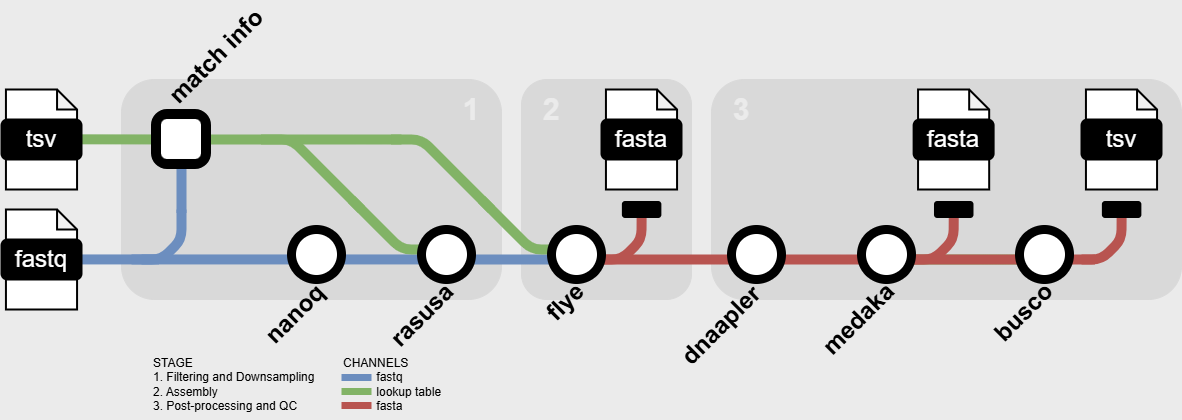 match info
1
2
3
tsv
fasta
fasta
tsv
fastq
nanoq
rasusa
flye
dnaapler
medaka
busco
STAGE
1. Filtering and Downsampling
2. Assembly
3. Post-processing and QC
CHANNELS
fastq
lookup table
fasta